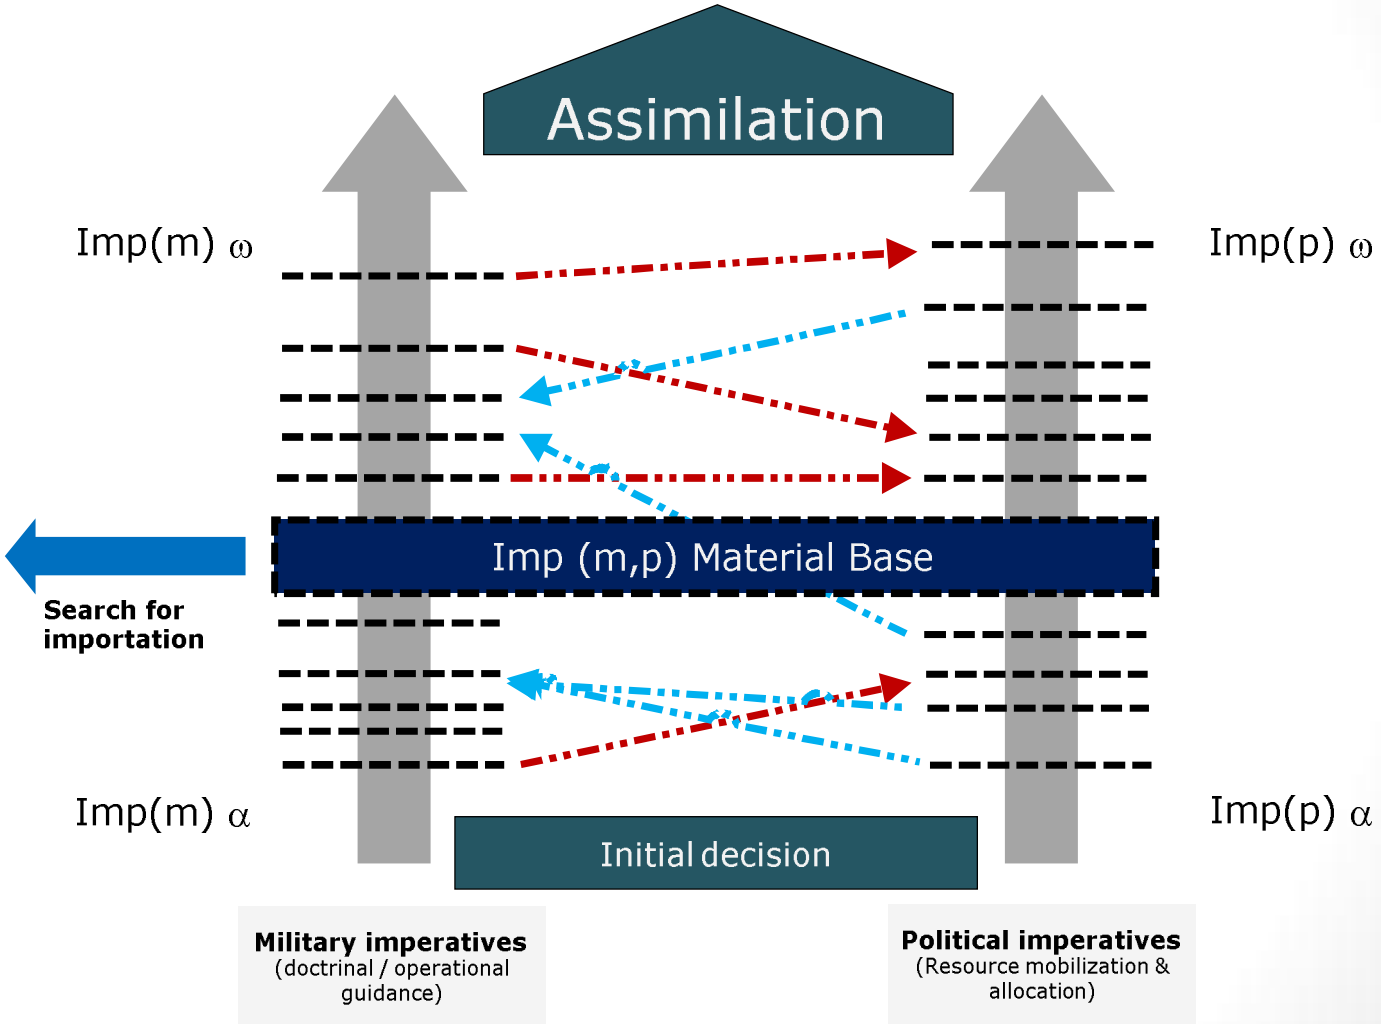 Assimilation
Imp(m) ω
Imp(p) ω
Imp (m,p) Material Base
Search for
importation
Imp(m) α
Imp(p) α
Initial decision
Military imperatives
(doctrinal / operational
guidance)
Political imperatives
(Resource mobilization &
allocation)